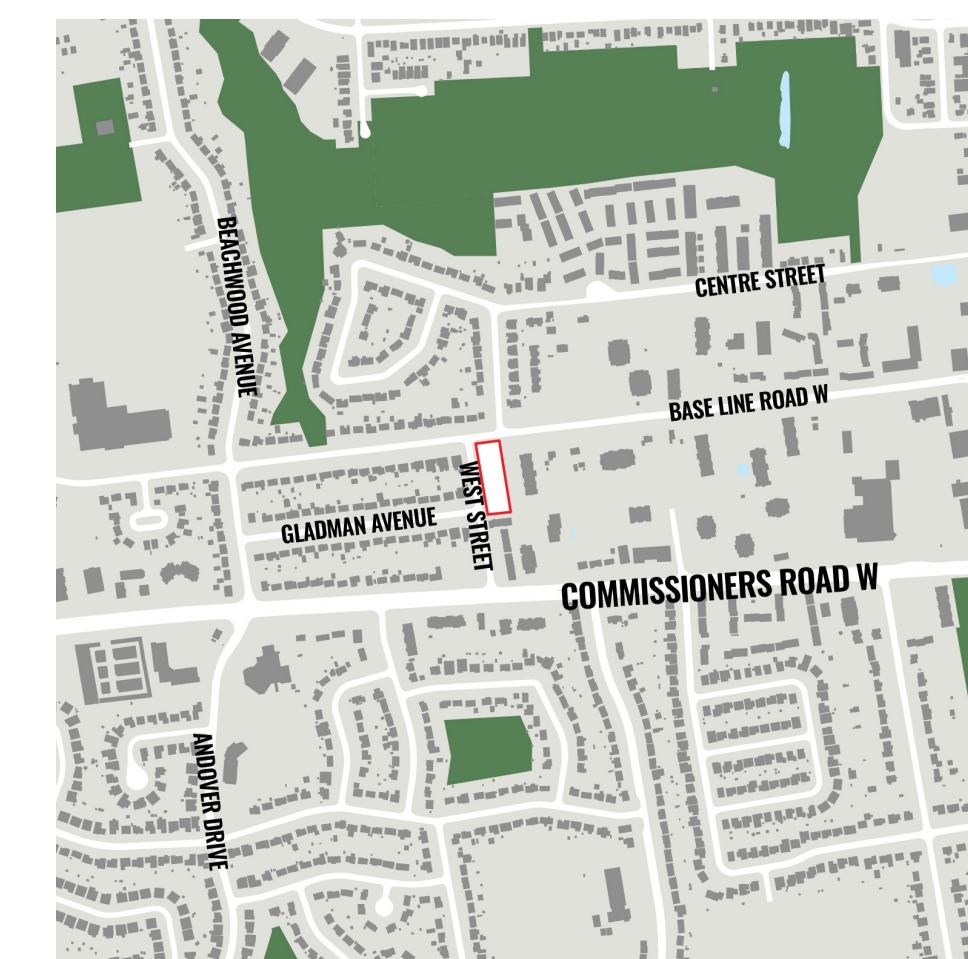 BEACHWOOD AVENUE
CENTRE STREET
BASE LINE ROAD W
WEST STREET
GLADMAN AVENUE
COMMISSIONERS ROAD W
ANDOVER DRIVE